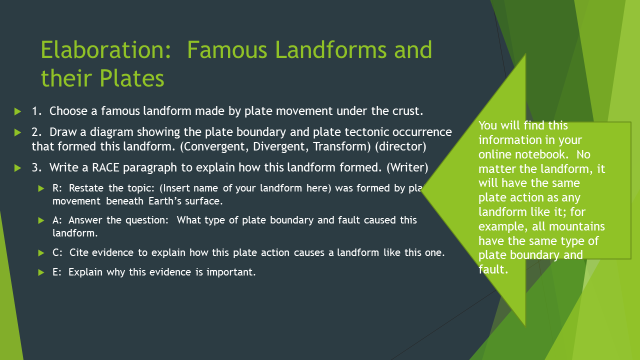 Elaboration:  Famous Landforms and
their Plates
1.  Choose a famous landform made by plate movement under the crust.
2.  Draw a diagram showing the plate boundary and plate tectonic occurrence
that formed this landform. (Convergent, Divergent, Transform) (director)
3.  Write a RACE paragraph to explain how this landform formed. (Writer)
R:  Restate the topic: (Insert name of your landform here) was formed by
movement beneath Earth's surface.
A:  Answer the question:  What type of plate boundary and fault caused this
landform.
C:  Cite evidence to explain how this plate action causes a landform like this one.
E:  Explain why this evidence is important.
You will find this
information in your
online notebook.  No
matter the landform, it
will have the same
plate action as any
landform like it; for
example, all mountains
have the same type of
plate boundary and
fault.